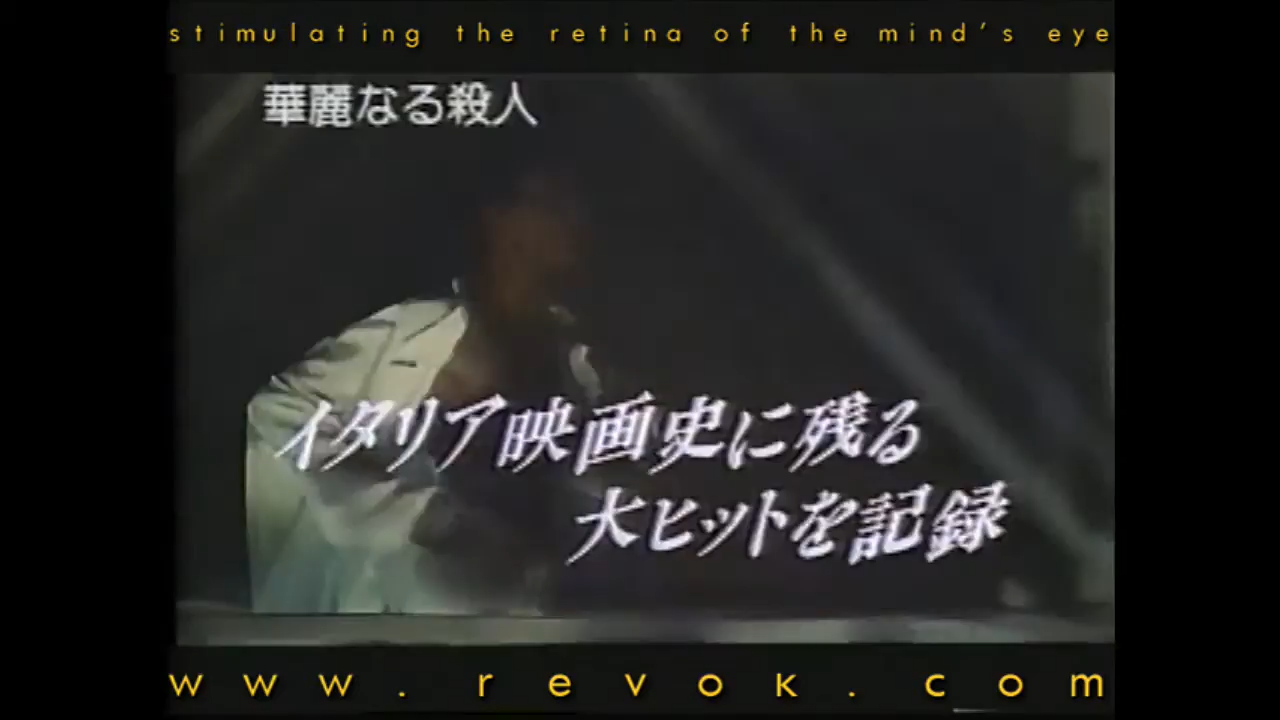 stimulating the retina of the mind's eye
華麗なる殺人
イタリア映画史に残る
大ヒットを記録
www.revok.com